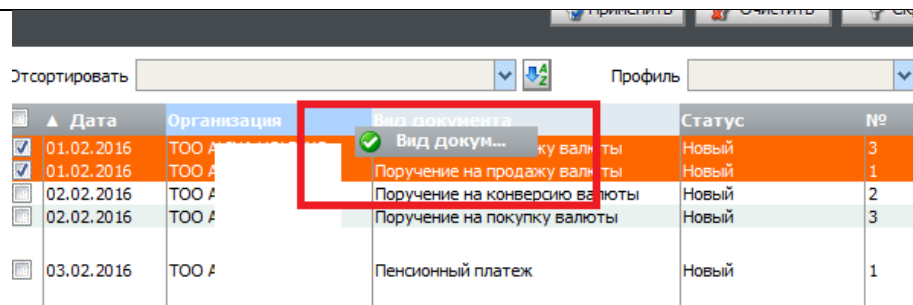 Применить Очистить
Отсортировать Профиль
▲ Дата Организация Вид документа Статус №
01.02.2016 ТОО валюты Новый 3
Вид докум...
01.02.2016 ТОО Поручение на продажу валюты Новый 1
02.02.2016 ТОО Поручение на конверсию валюты Новый 2
02.02.2016 ТОО Поручение на покупку валюты Новый 3
03.02.2016 ТОО Пенсионный платеж Новый 1